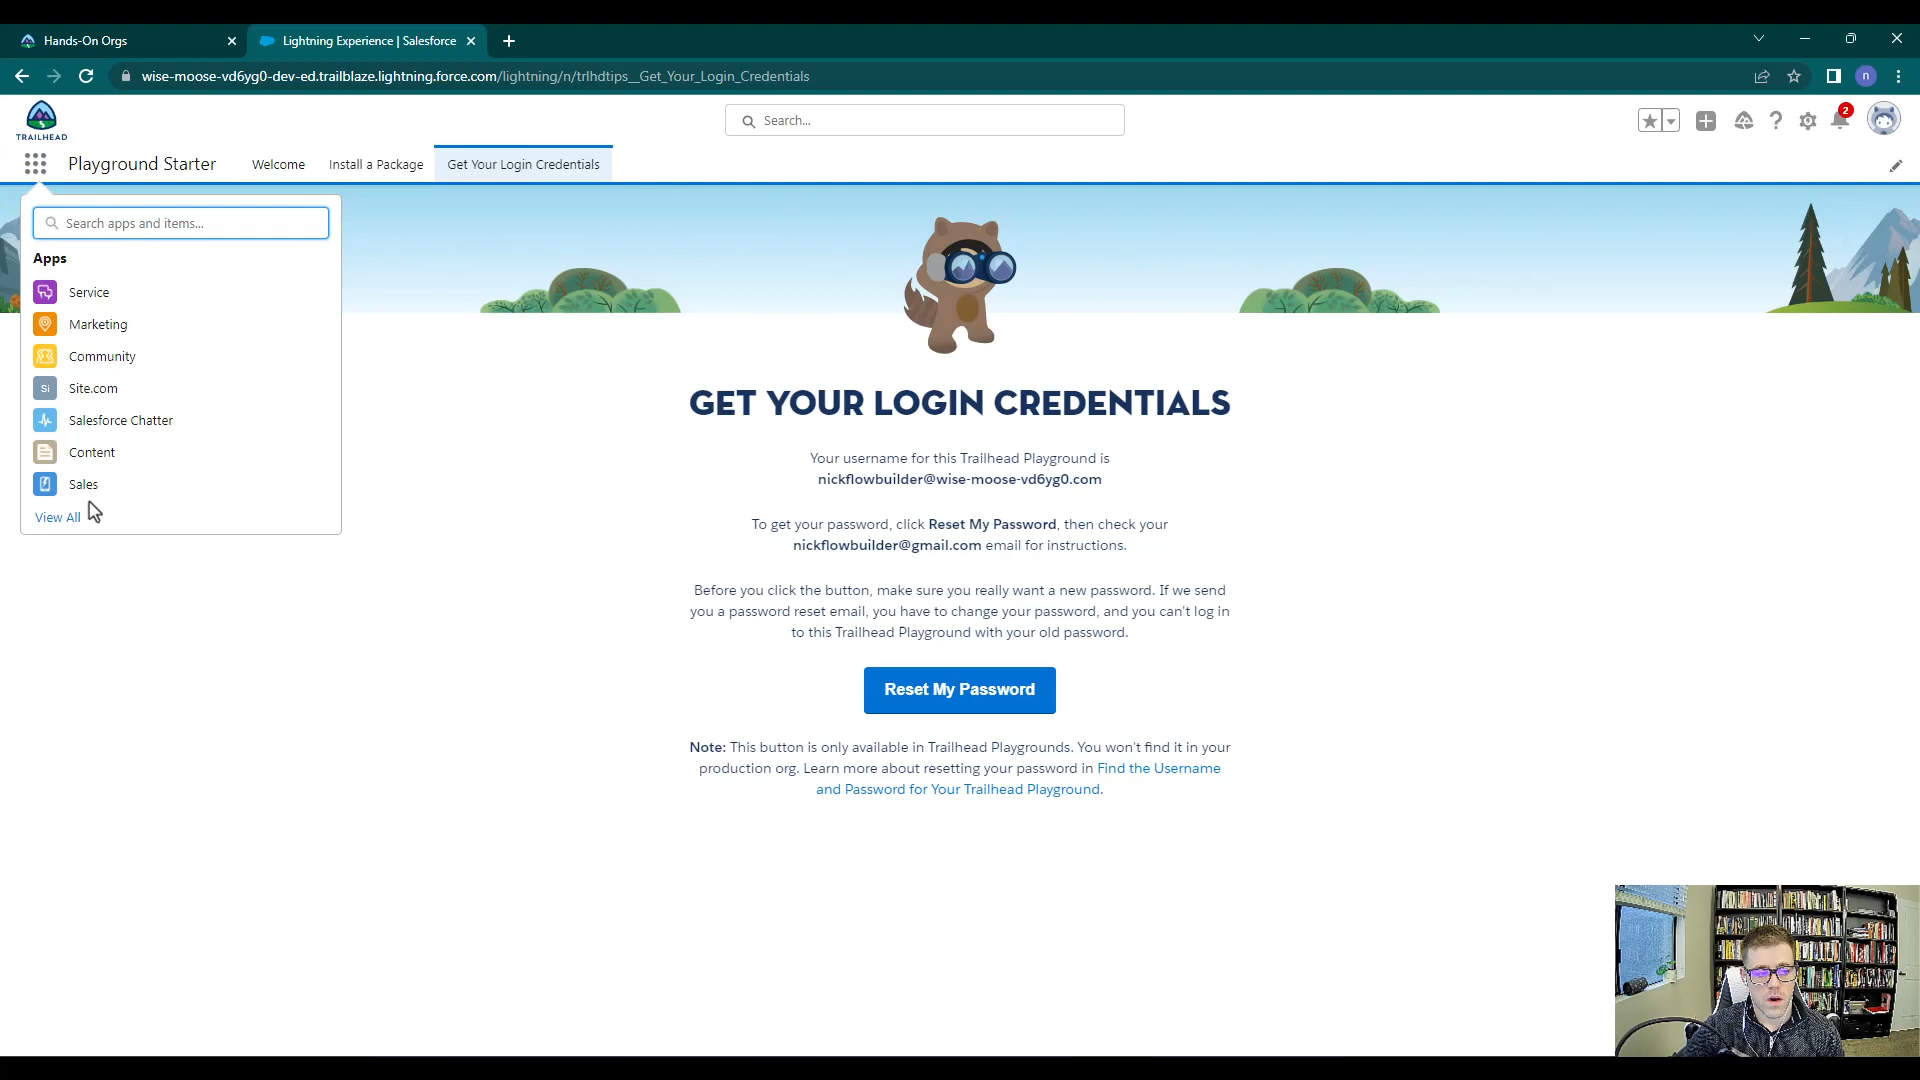 Hands-On Orgs
Lightning Experience | Salesforce
wise-moose-vd6yg0-dev-ed.trailblaze.lightning.force.com/lightning/n/trlhdtips__Get_Your_Login_Credentials
n
TRAILHEAD
Search...
2
Playground Starter
Welcome
Install a Package
Get Your Login Credentials
Search apps and items...
Apps
Service
Marketing
Community
Si
Site.com
Salesforce Chatter
Content
Sales
View All
GET YOUR LOGIN CREDENTIALS
Your username for this Trailhead Playground is
nickflowbuilder@wise-moose-vd6yg0.com
To get your password, click Reset My Password, then check your
nickflowbuilder@gmail.com email for instructions.
Before you click the button, make sure you really want a new password. If we send
you a password reset email, you have to change your password, and you can't log in
to this Trailhead Playground with your old password.
Reset My Password
Note: This button is only available in Trailhead Playgrounds. You won't find it in your
production org. Learn more about resetting your password in Find the Username
and Password for Your Trailhead Playground.